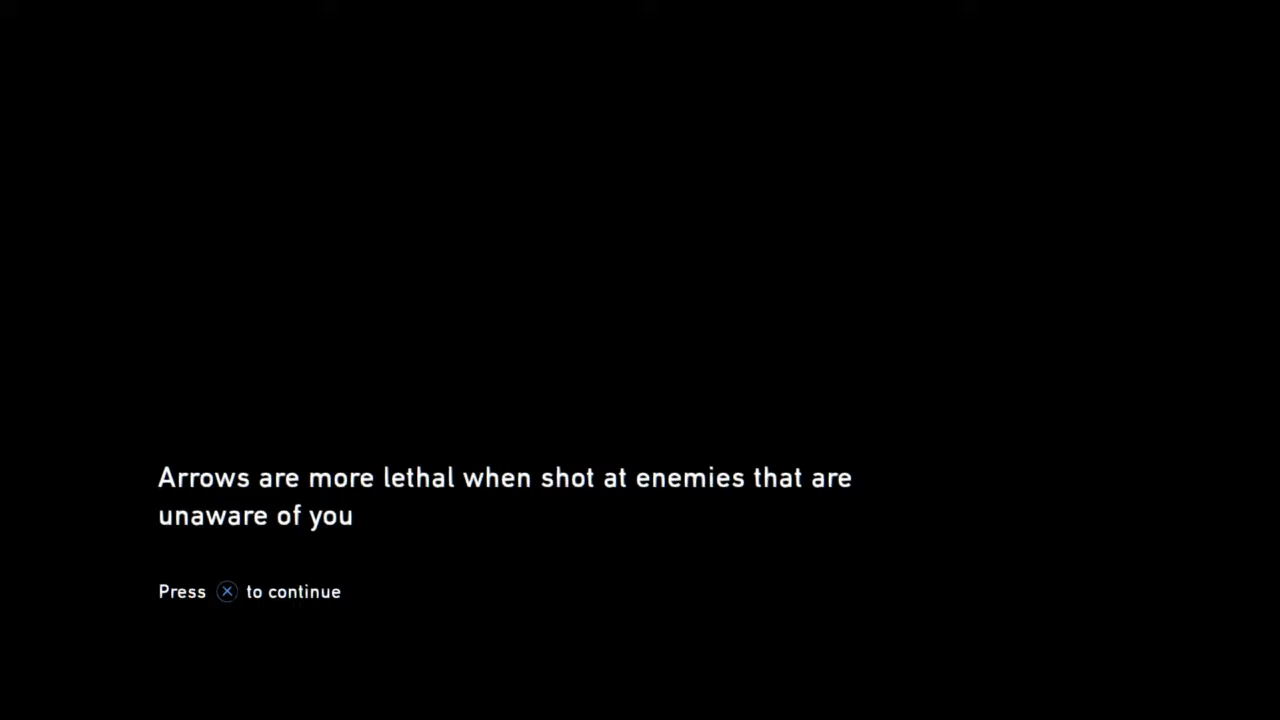 Arrows are more lethal when shot at enemies that are
unaware of you
Press ⓧ to continue